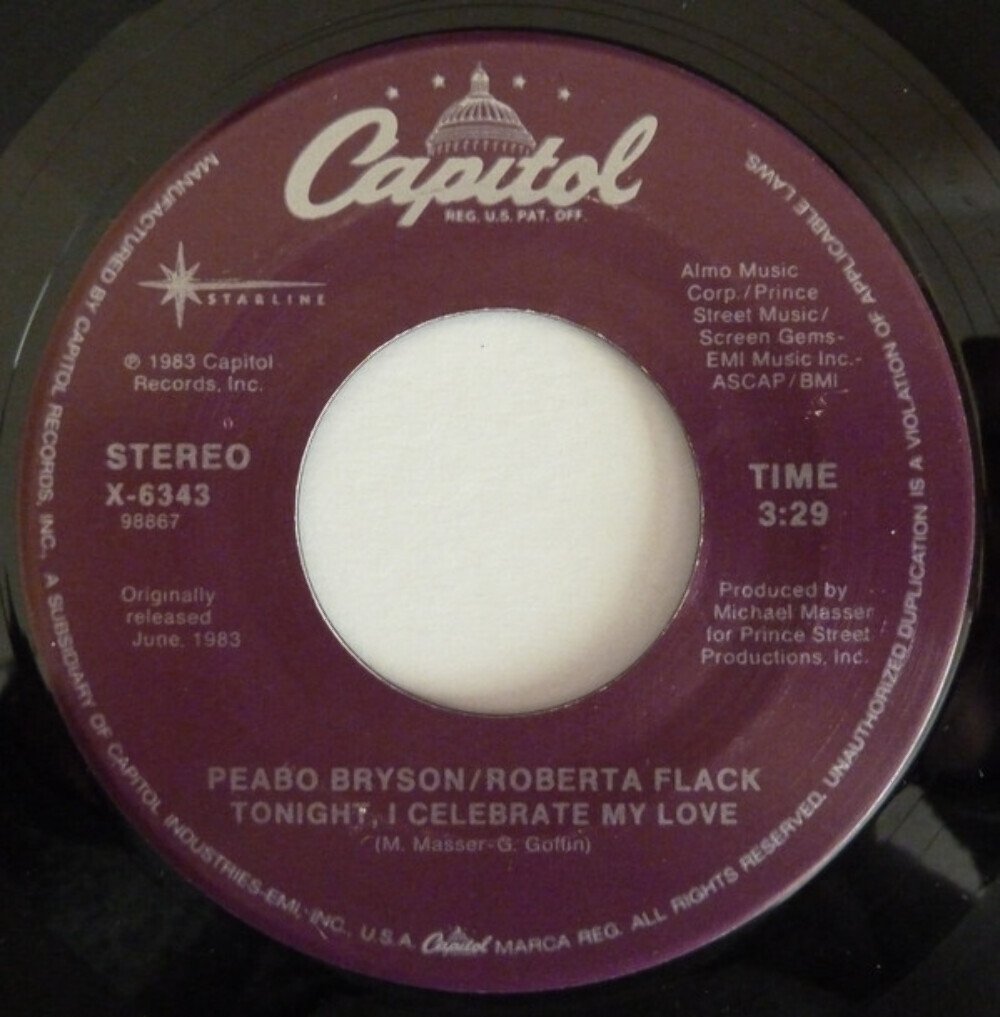 Capitol
REG. U.S. PAT. OFF.
STARLINE
℗ 1983 Capitol
Records, Inc.
STEREO
X-6343
98867
Originally
released
June, 1983
Almo Music
Corp./Prince
Street Music/
Screen Gems-
EMI Music Inc.-
ASCAP/BMI
TIME
3:29
Produced by
Michael Masser
for Prince Street
Productions, Inc.
PEABO BRYSON/ROBERTA FLACK
TONIGHT, I CELEBRATE MY LOVE
(M. Masser-G. Goffin)
MANUFACTURED BY CAPITOL RECORDS, INC., A SUBSIDIARY OF CAPITOL INDUSTRIES-EMI, INC., U.S.A. Capitol MARCA REG. ALL RIGHTS RESERVED. UNAUTHORIZED DUPLICATION IS A VIOLATION OF APPLICABLE LAWS.